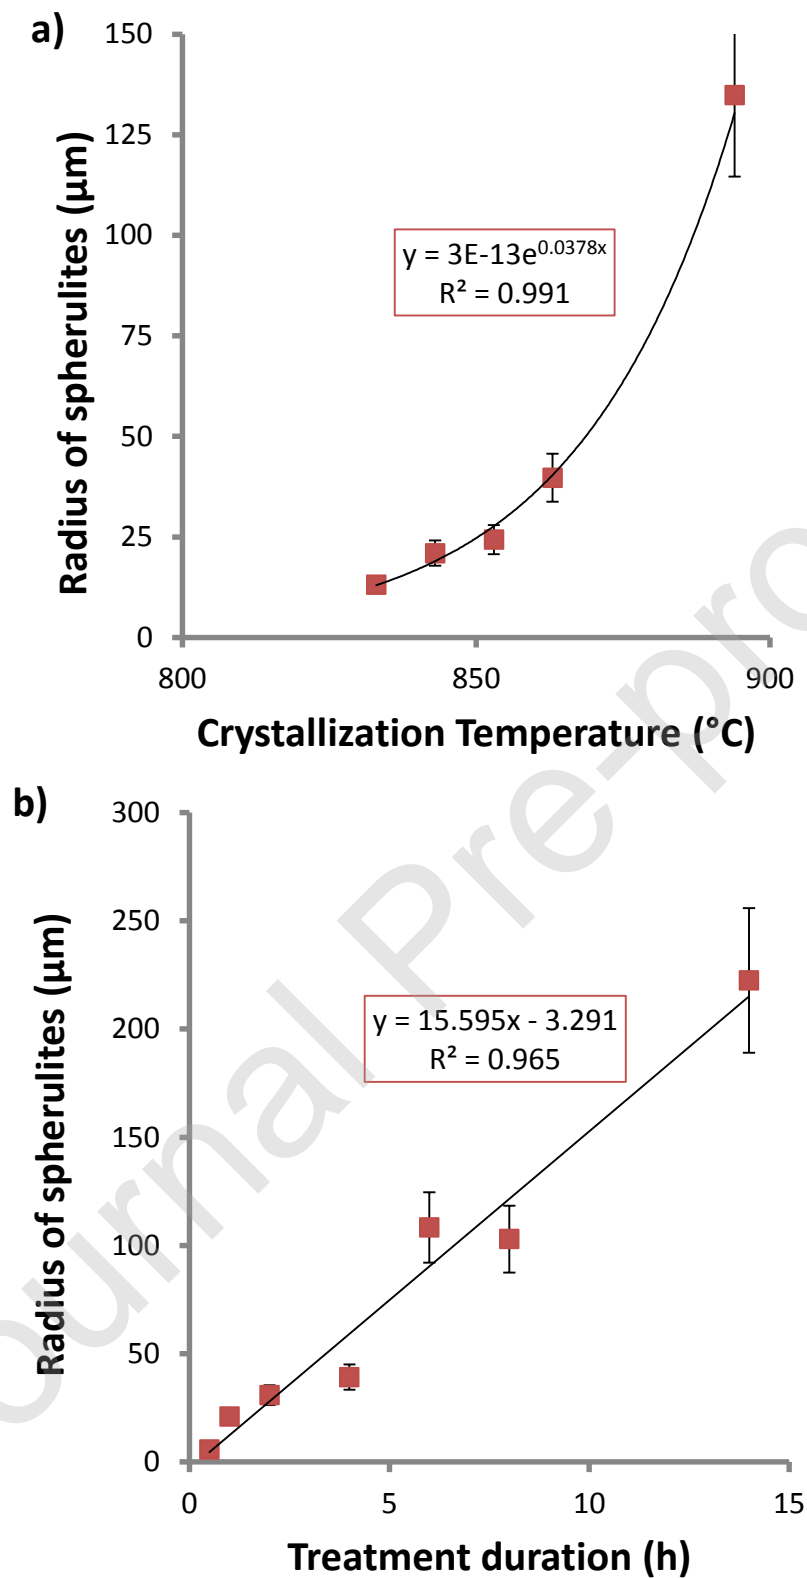 a)
150
125
100
75
50
25
0
Radius of spherulites (µm)
y = 3E-13e^0.0378x
R² = 0.991
800 850 900
Crystallization Temperature (°C)
b)
300
250
200
150
100
50
0
Radius of spherulites (µm)
y = 15.595x - 3.291
R² = 0.965
0 5 10 15
Treatment duration (h)
ournal Pre-pro